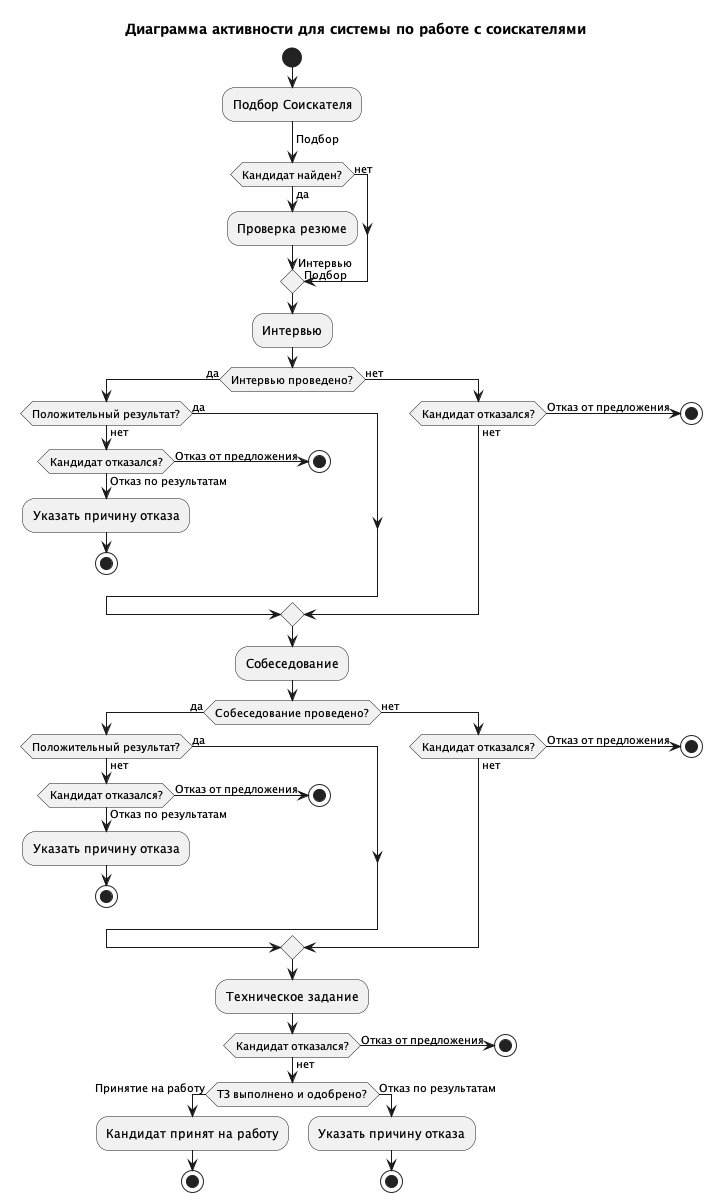 Диаграмма активности для системы по работе с соискателями
Подбор Соискателя
Подбор
Кандидат найден?
нет
да
Проверка резюме
Интервью
Подбор
Интервью
да
Интервью проведено?
нет
Положительный результат?
да
Кандидат отказался?
Отказ от предложения
нет
нет
Кандидат отказался?
Отказ от предложения
Отказ по результатам
Указать причину отказа
Собеседование
да
Собеседование проведено?
нет
Положительный результат?
да
Кандидат отказался?
Отказ от предложения
нет
нет
Кандидат отказался?
Отказ от предложения
Отказ по результатам
Указать причину отказа
Техническое задание
Кандидат отказался?
Отказ от предложения
нет
Принятие на работу
ТЗ выполнено и одобрено?
Отказ по результатам
Кандидат принят на работу
Указать причину отказа